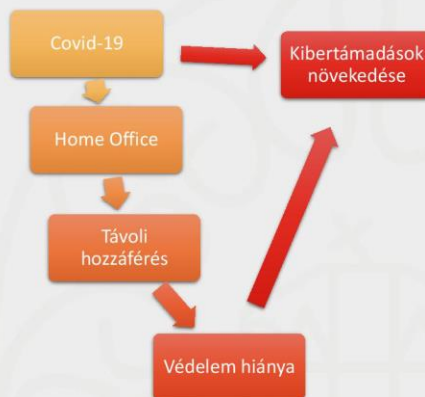 Covid-19
Kibertámadások
növekedése
Home Office
Távoli
hozzáférés
Védelem hiánya